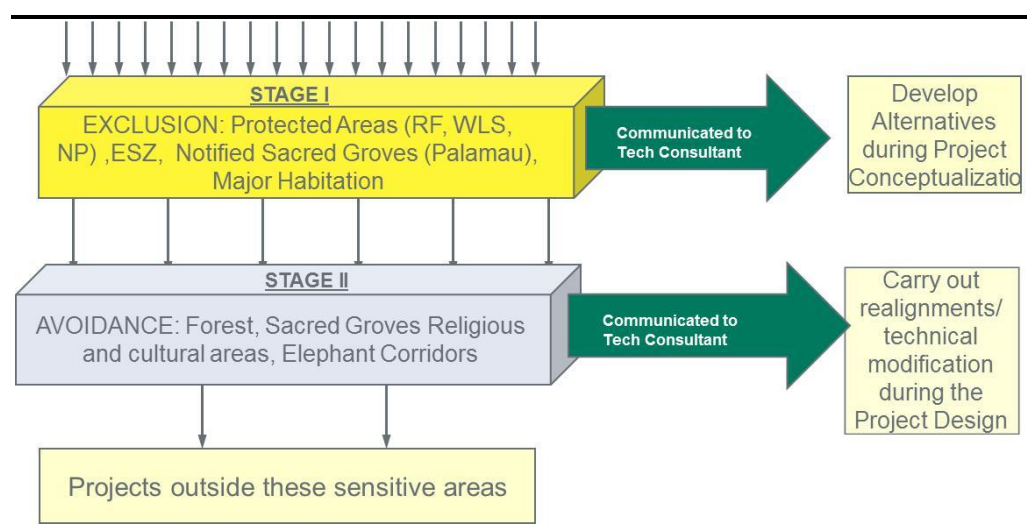 STAGE I
EXCLUSION: Protected Areas (RF, WLS,
NP) ,ESZ, Notified Sacred Groves (Palamau),
Major Habitation
Communicated to
Tech Consultant
Develop
Alternatives
during Project
Conceptualizatio
STAGE II
AVOIDANCE: Forest, Sacred Groves Religious
and cultural areas, Elephant Corridors
Communicated to
Tech Consultant
Carry out
realignments/
technical
modification
during the
Project Design
Projects outside these sensitive areas